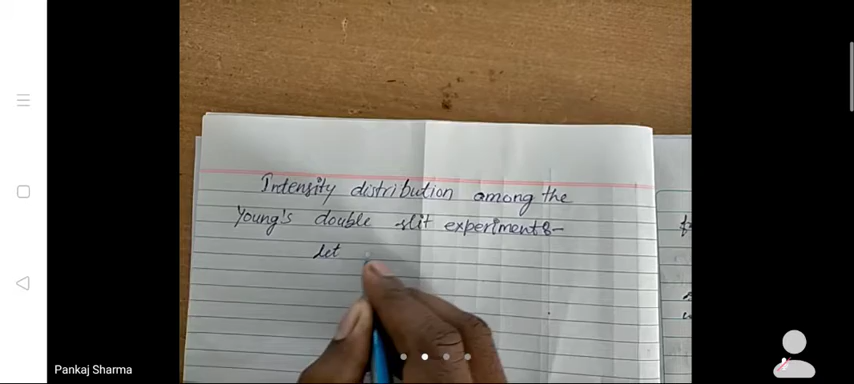 Intensity distribution among the
Young's double slit experiment:-
Let
Pankaj Sharma